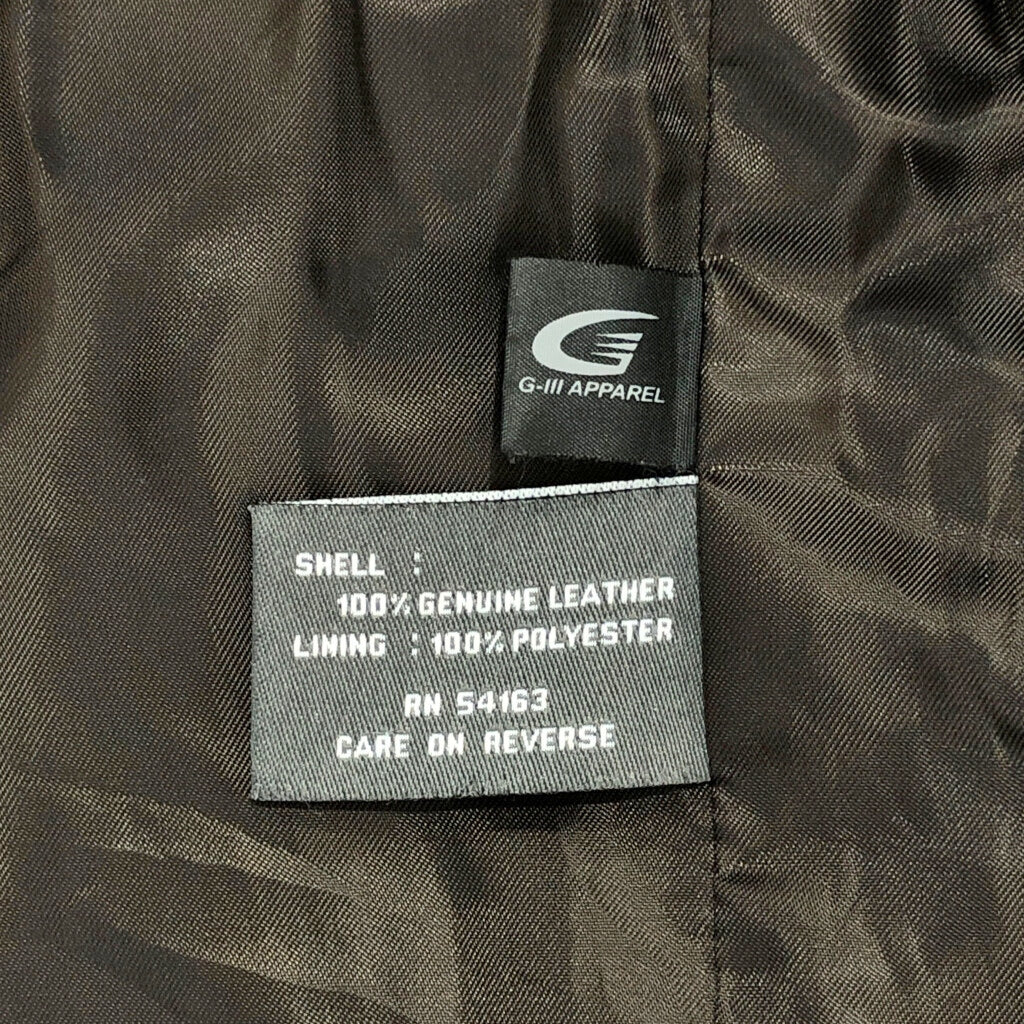 G-III APPAREL
SHELL :
100% GENUINE LEATHER
LINING : 100% POLYESTER
RN 54163
CARE ON REVERSE